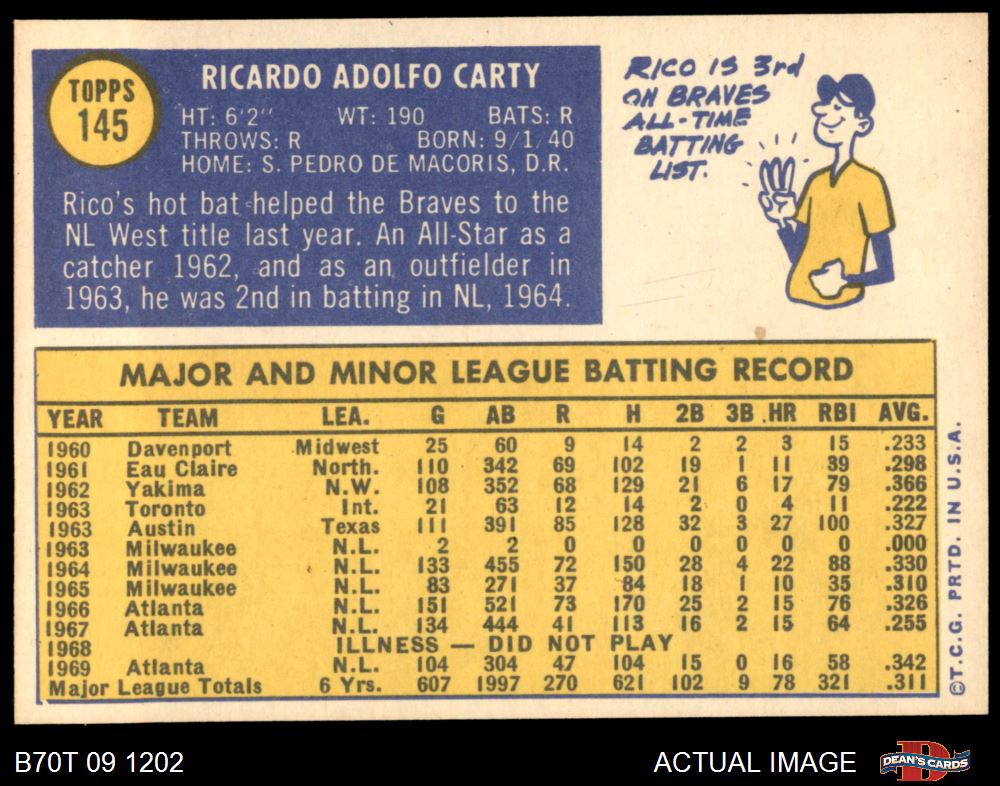 TOPPS
145
RICARDO ADOLFO CARTY
HT: 6'2" WT: 190 BATS: R
THROWS: R BORN: 9/1/40
HOME: S. PEDRO DE MACORIS, D.R.
Rico's hot bat helped the Braves to the
NL West title last year. An All-Star as a
catcher 1962, and as an outfielder in
1963, he was 2nd in batting in NL, 1964.
RICO IS 3rd
ON BRAVES
ALL-TIME
BATTING
LIST.
MAJOR AND MINOR LEAGUE BATTING RECORD
YEAR TEAM LEA. G AB R H 2B 3B HR RBI AVG.
1960 Davenport Midwest 25 60 9 14 2 2 3 15 .233
1961 Eau Claire North. 110 342 69 102 19 1 11 39 .298
1962 Yakima N.W. 108 352 68 129 21 6 17 79 .366
1963 Toronto Int. 21 63 12 14 2 0 4 11 .222
1963 Austin Texas 111 391 85 128 32 3 27 100 .327
1963 Milwaukee N.L. 2 2 0 0 0 0 0 0 .000
1964 Milwaukee N.L. 133 455 72 150 28 4 22 88 .330
1965 Milwaukee N.L. 83 271 37 84 18 1 10 35 .310
1966 Atlanta N.L. 151 521 73 170 25 2 15 76 .326
1967 Atlanta N.L. 134 444 41 113 16 2 15 64 .255
1968 ILLNESS — DID NOT PLAY
1969 Atlanta N.L. 104 304 47 104 15 0 16 58 .342
Major League Totals 6 Yrs. 607 1997 270 621 102 9 78 321 .311
©T.C.G. PRTD. IN U.S.A.
B70T 09 1202
ACTUAL IMAGE
D
DEAN'S CARDS